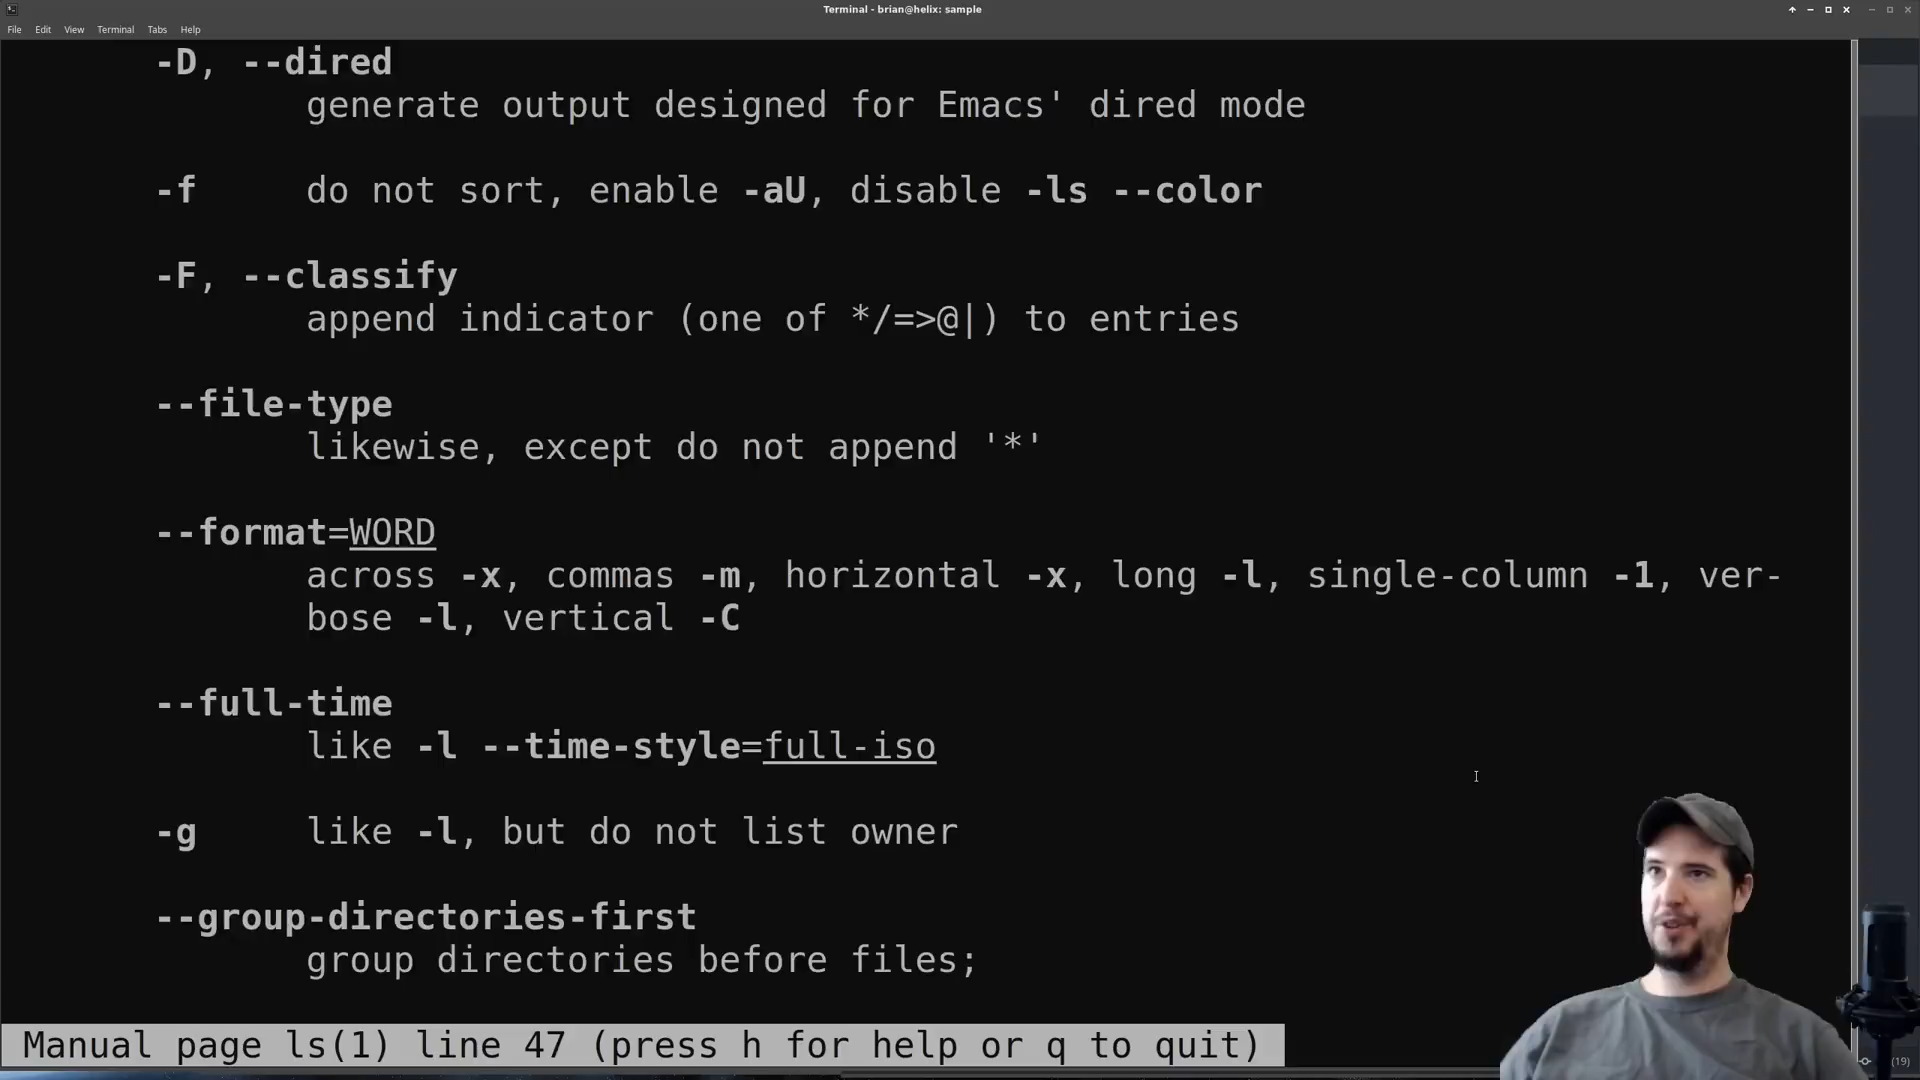 Terminal - brian@helix: sample
File Edit View Terminal Tabs Help
-D, --dired
generate output designed for Emacs' dired mode
-f do not sort, enable -aU, disable -ls --color
-F, --classify
append indicator (one of */=>@|) to entries
--file-type
likewise, except do not append '*'
--format=WORD
across -x, commas -m, horizontal -x, long -l, single-column -1, ver-
bose -l, vertical -C
--full-time
like -l --time-style=full-iso
-g like -l, but do not list owner
--group-directories-first
group directories before files;
Manual page ls(1) line 47 (press h for help or q to quit)
(19)